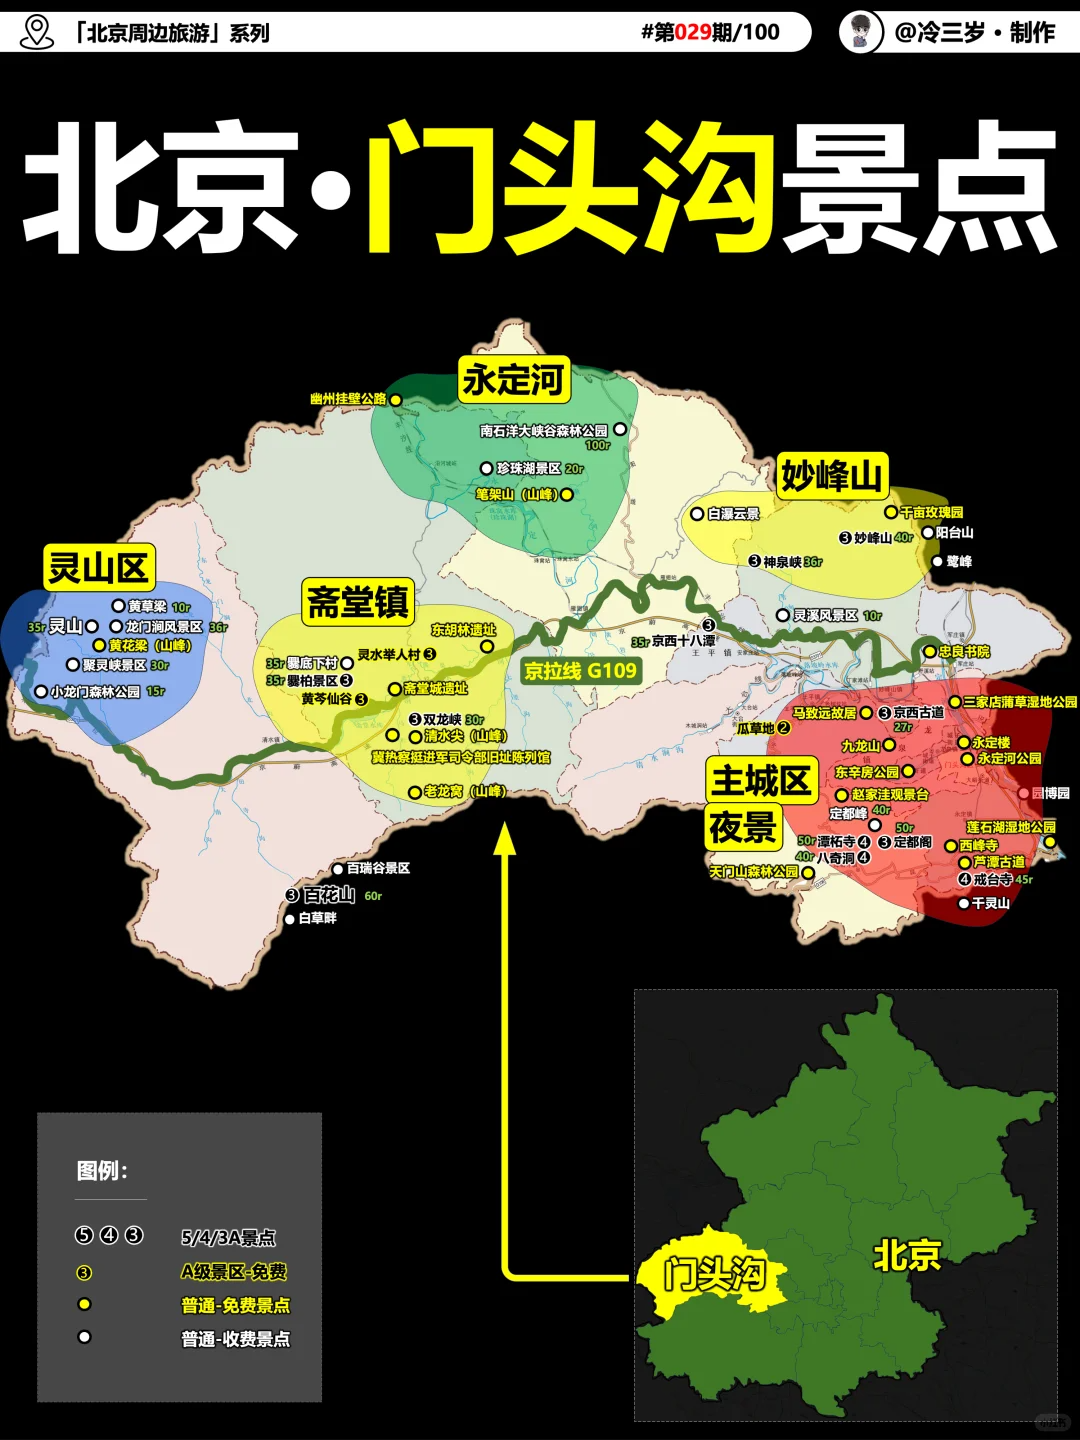 「北京周边旅游」系列
#第029期/100
@冷三岁·制作
北京·门头沟景点
永定河
幽州挂壁公路
南石洋大峡谷森林公园
100r
珍珠湖景区 20r
笔架山（山峰）
妙峰山
白瀑云景
千亩玫瑰园
③ 妙峰山 40r
阳台山
③ 神泉峡 36r
鹫峰
灵山区
黄草梁 10r
35r 灵山
龙门涧风景区 36r
黄花梁（山峰）
聚灵峡景区 30r
小龙门森林公园 15r
斋堂镇
东胡林遗址
灵水举人村 ③
35r 爨底下村
35r 爨柏景区 ③
黄芩仙谷 ③
斋堂城遗址
③ 双龙峡 30r
清水尖（山峰）
冀热察挺进军司令部旧址陈列馆
老龙窝（山峰）
京拉线 G109
灵溪风景区 10r
③
35r 京西十八潭
王平镇
忠良书院
三家店蒲草湿地公园
马致远故居
③ 京西古道
27r
瓜草地 ②
九龙山
永定楼
永定河公园
东辛房公园
主城区
夜景
赵家洼观景台
园博园
定都峰 40r
50r
莲石湖湿地公园
50r 潭柘寺 ④
③ 定都阁
西峰寺
40r 八奇洞 ④
芦潭古道
天门山森林公园
④ 戒台寺 45r
千灵山
百瑞谷景区
③ 百花山 60r
白草畔
图例：
⑤ ④ ③ 5/4/3A景点
③ A级景区-免费
普通-免费景点
普通-收费景点
门头沟
北京